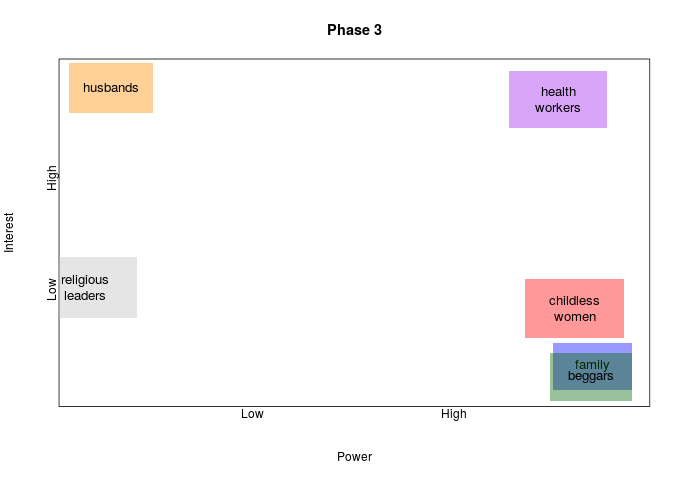 Phase 3
husbands
health
workers
High
Interest
religious
leaders
Low
childless
women
family
beggars
Low
High
Power